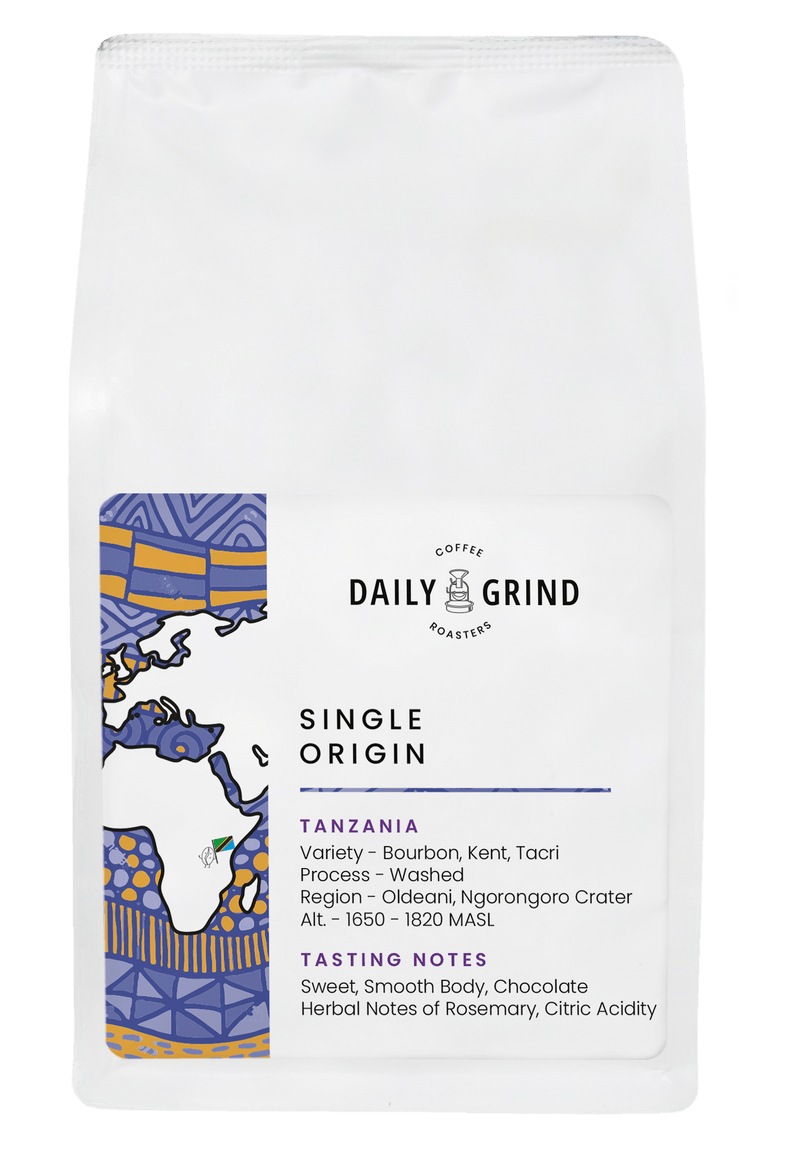 COFFEE
DAILY GRIND
ROASTERS
SINGLE
ORIGIN
TANZANIA
Variety - Bourbon, Kent, Tacri
Process - Washed
Region - Oldeani, Ngorongoro Crater
Alt. - 1650 - 1820 MASL
TASTING NOTES
Sweet, Smooth Body, Chocolate
Herbal Notes of Rosemary, Citric Acidity